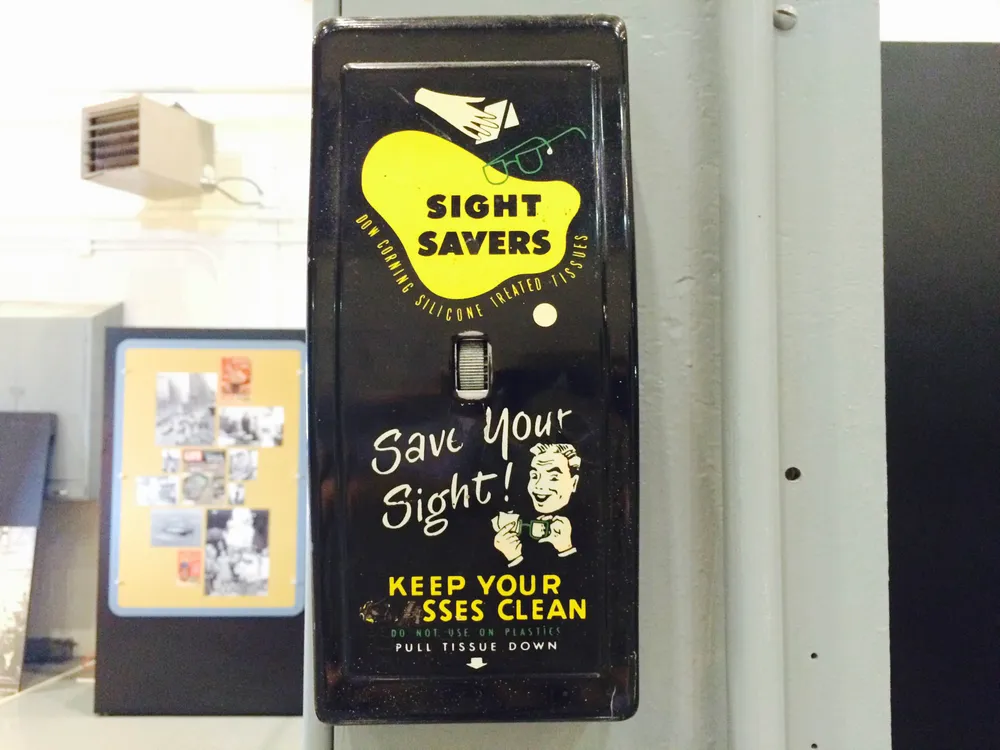 SIGHT
SAVERS
DOW CORNING SILICONE TREATED TISSUES
Save Your
Sight!
KEEP YOUR
SSES CLEAN
DO NOT USE ON PLASTICS
PULL TISSUE DOWN